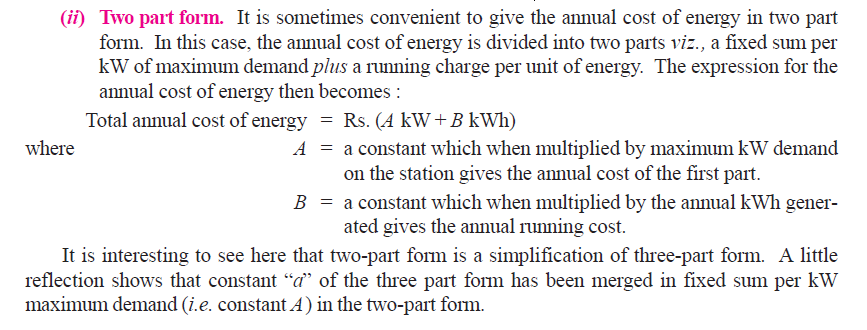 (ii) Two part form. It is sometimes convenient to give the annual cost of energy in two part
form. In this case, the annual cost of energy is divided into two parts viz., a fixed sum per
kW of maximum demand plus a running charge per unit of energy. The expression for the
annual cost of energy then becomes :
Total annual cost of energy = Rs. (A kW + B kWh)
where A = a constant which when multiplied by maximum kW demand
on the station gives the annual cost of the first part.
B = a constant which when multiplied by the annual kWh gener-
ated gives the annual running cost.
It is interesting to see here that two-part form is a simplification of three-part form. A little
reflection shows that constant “a” of the three part form has been merged in fixed sum per kW
maximum demand (i.e. constant A) in the two-part form.